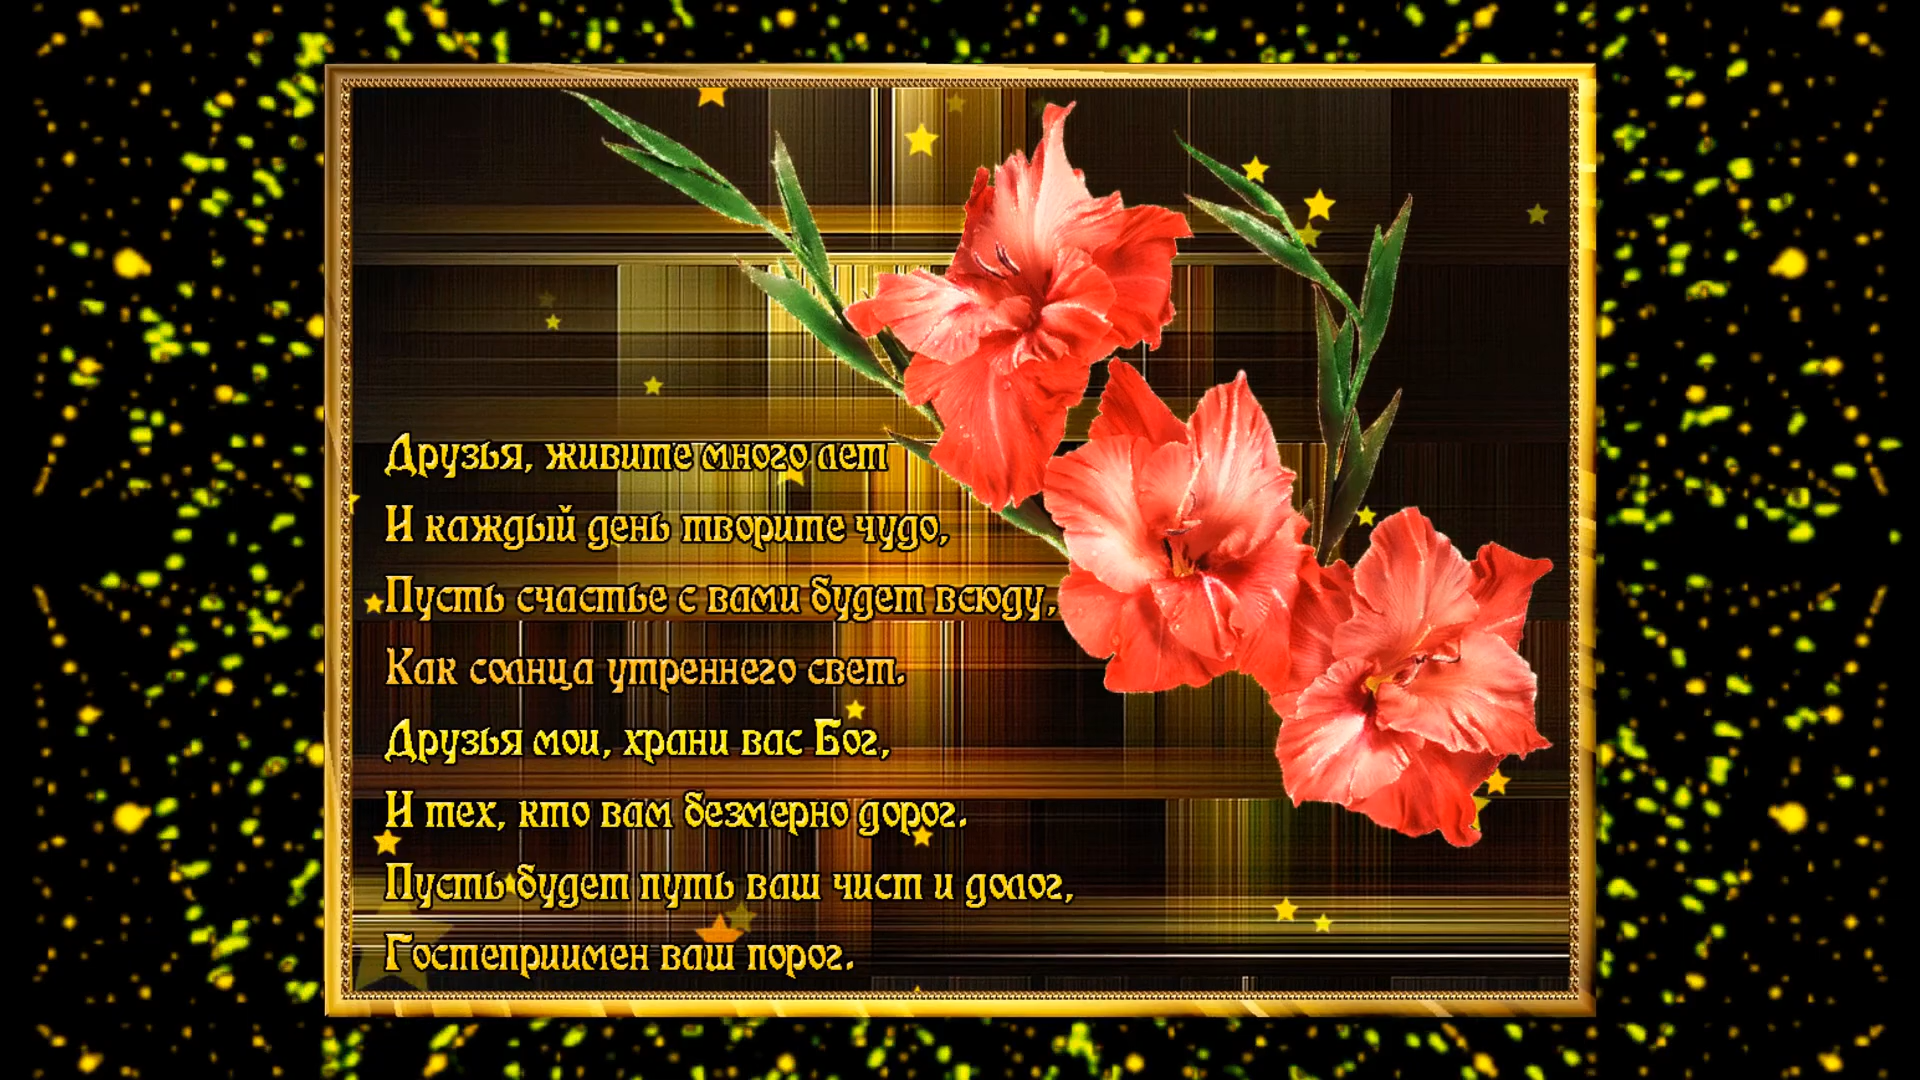 Друзья, живите много лет
И каждый день творите чудо,
Пусть счастье с вами будет всюду,
Как солнца утреннего свет.
Друзья мои, храни вас Бог,
И тех, кто вам безмерно дорог.
Пусть будет путь ваш чист и долог,
Гостеприимен ваш порог.